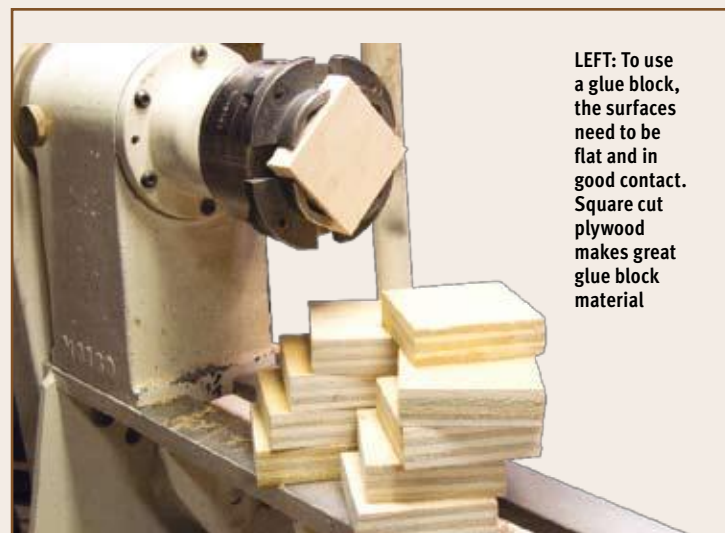 LEFT: To use
a glue block,
the surfaces
need to be
flat and in
good contact.
Square cut
plywood
makes great
glue block
material